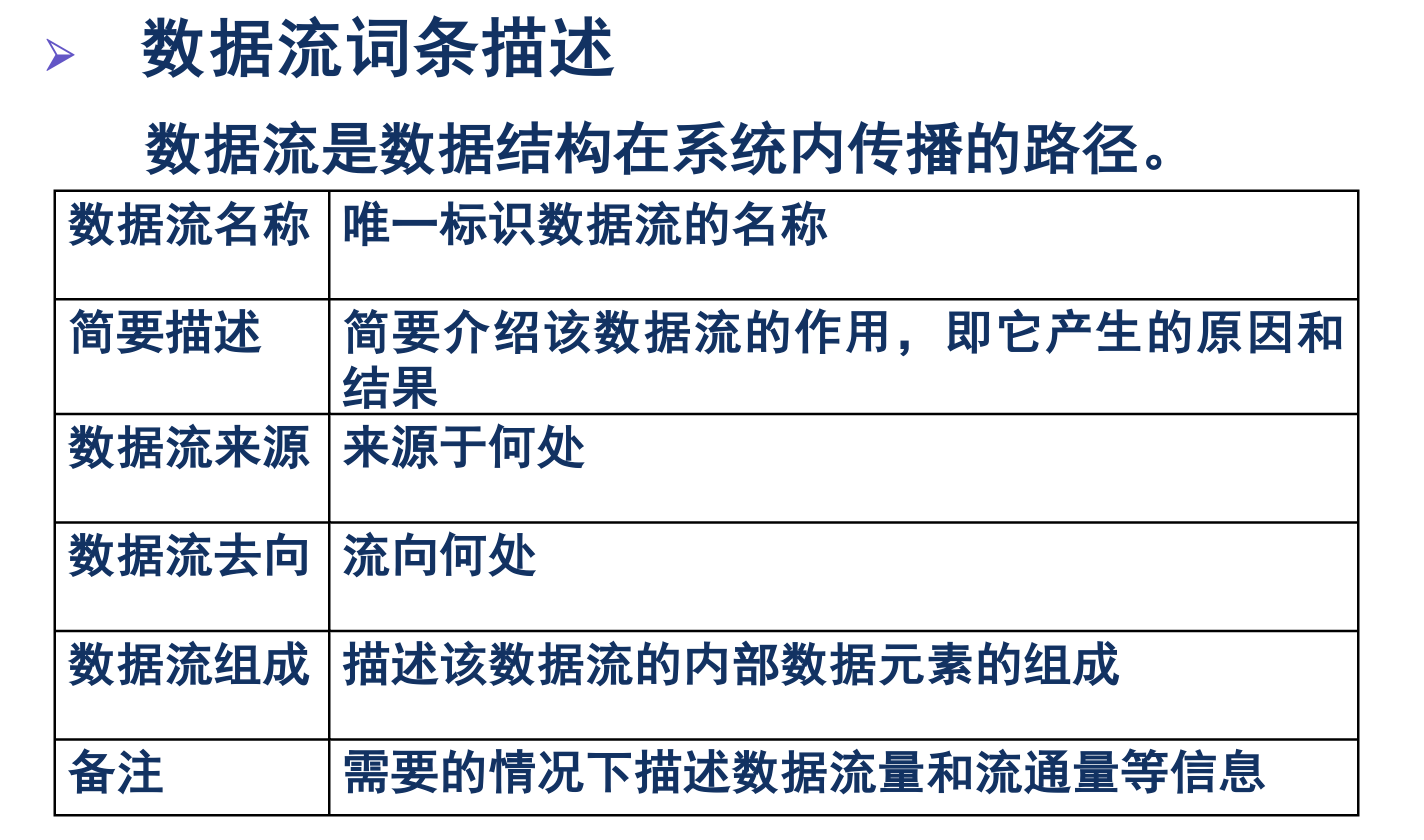 数据流词条描述
数据流是数据结构在系统内传播的路径。
数据流名称 唯一标识数据流的名称
简要描述 简要介绍该数据流的作用，即它产生的原因和
结果
数据流来源 来源于何处
数据流去向 流向何处
数据流组成 描述该数据流的内部数据元素的组成
备注 需要的情况下描述数据流量和流通量等信息